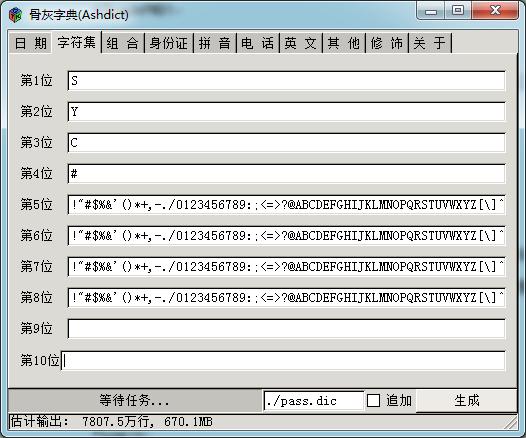 骨灰字典(Ashdict)
日 期 字符集 组 合 身份证 拼 音 电 话 英 文 其 他 修 饰 关 于
第1位 S
第2位 Y
第3位 C
第4位 #
第5位 !"#$%&'()*+,-./0123456789:;<=>?@ABCDEFGHIJKLMNOPQRSTUVWXYZ[\]^
第6位 !"#$%&'()*+,-./0123456789:;<=>?@ABCDEFGHIJKLMNOPQRSTUVWXYZ[\]^
第7位 !"#$%&'()*+,-./0123456789:;<=>?@ABCDEFGHIJKLMNOPQRSTUVWXYZ[\]^
第8位 !"#$%&'()*+,-./0123456789:;<=>?@ABCDEFGHIJKLMNOPQRSTUVWXYZ[\]^
第9位
第10位
等待任务... ./pass.dic 追加 生成
估计输出: 7807.5万行, 670.1MB